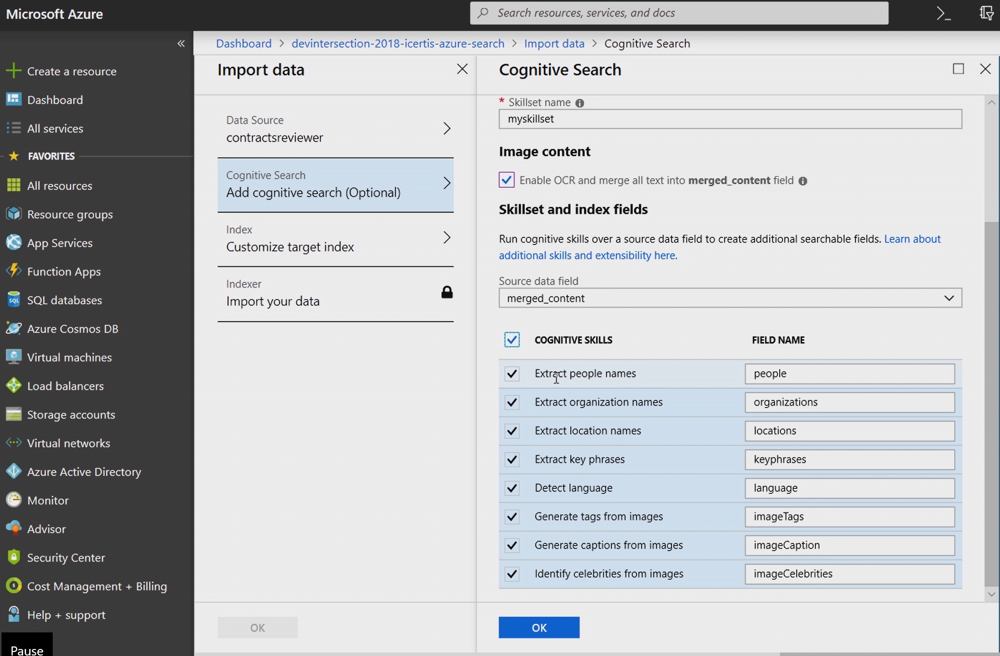 Microsoft Azure
Search resources, services, and docs
Dashboard > devintersection-2018-icertis-azure-search > Import data > Cognitive Search
Create a resource
Dashboard
All services
FAVORITES
All resources
Resource groups
App Services
Function Apps
SQL databases
Azure Cosmos DB
Virtual machines
Load balancers
Storage accounts
Virtual networks
Azure Active Directory
Monitor
Advisor
Security Center
Cost Management + Billing
Help + support
Pause
Import data
Data Source
contractsreviewer
Cognitive Search
Add cognitive search (Optional)
Index
Customize target index
Indexer
Import your data
OK
Cognitive Search
* Skillset name
myskillset
Image content
Enable OCR and merge all text into merged_content field
Skillset and index fields
Run cognitive skills over a source data field to create additional searchable fields. Learn about
additional skills and extensibility here.
Source data field
merged_content
COGNITIVE SKILLS FIELD NAME
Extract people names people
Extract organization names organizations
Extract location names locations
Extract key phrases keyphrases
Detect language language
Generate tags from images imageTags
Generate captions from images imageCaption
Identify celebrities from images imageCelebrities
OK